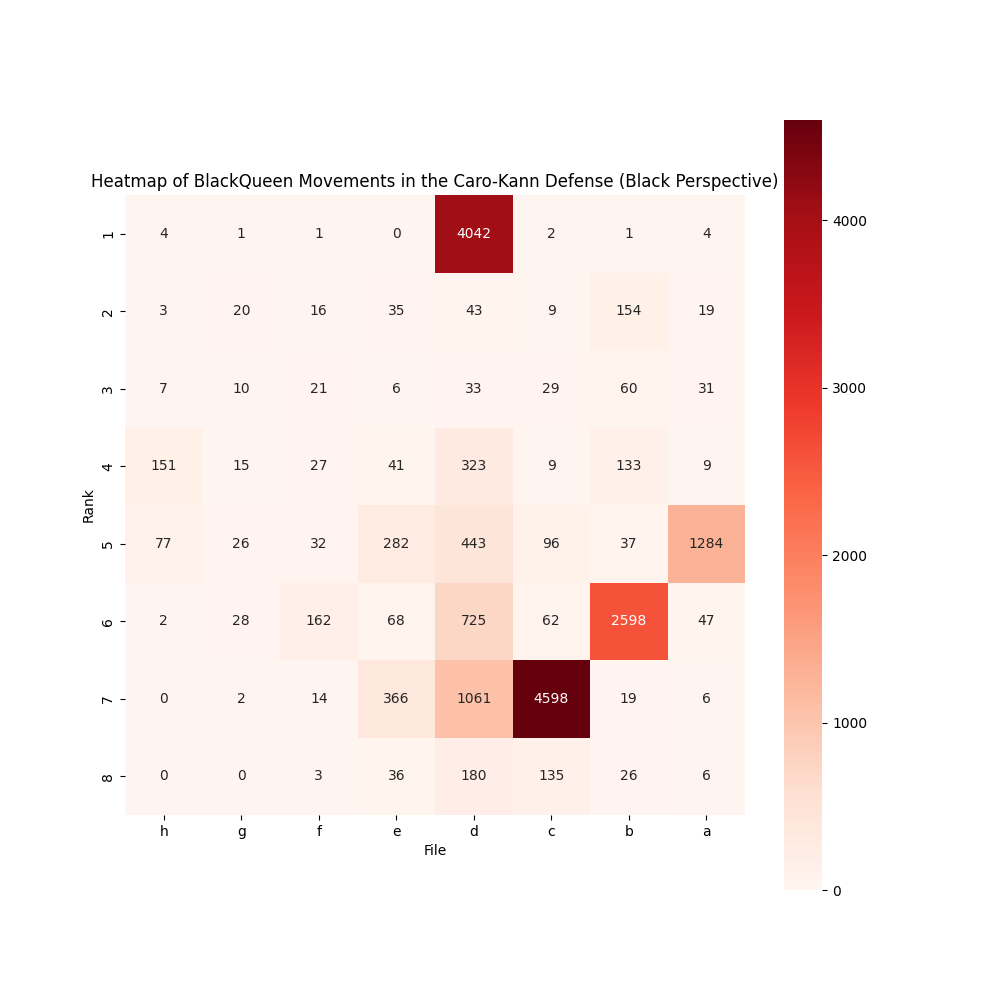 Heatmap of BlackQueen Movements in the Caro-Kann Defense (Black Perspective)
1 4 1 1 0 4042 2 1 4
2 3 20 16 35 43 9 154 19
3 7 10 21 6 33 29 60 31
4 151 15 27 41 323 9 133 9
5 77 26 32 282 443 96 37 1284
6 2 28 162 68 725 62 2598 47
7 0 2 14 366 1061 4598 19 6
8 0 0 3 36 180 135 26 6
h g f e d c b a
File
Rank
4000
3000
2000
1000
0